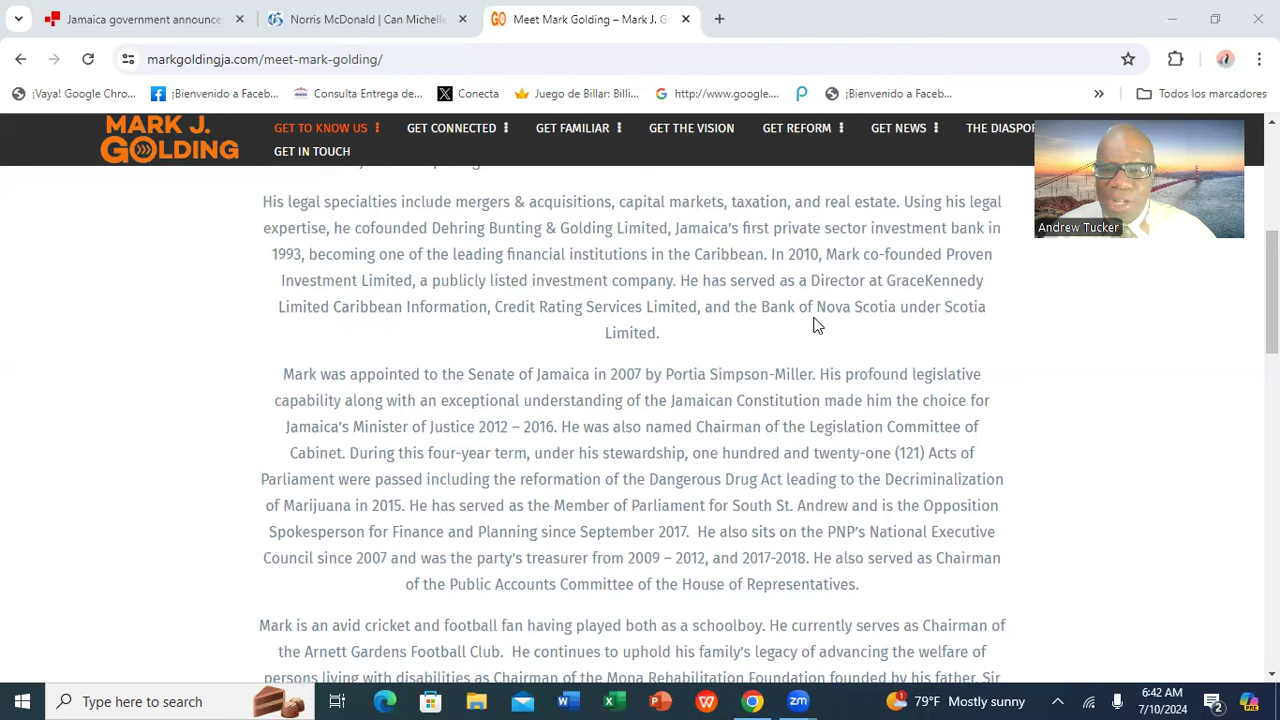 Jamaica government announce
Norris McDonald | Can Michelle
Meet Mark Golding – Mark J. G
markgoldingja.com/meet-mark-golding/
¡Vaya! Google Chro...
¡Bienvenido a Faceb...
Consulta Entrega de...
Conecta
Juego de Billar: Billi...
http://www.google....
¡Bienvenido a Faceb...
Todos los marcadores
MARK J.
GOLDING
GET TO KNOW US
GET CONNECTED
GET FAMILIAR
GET THE VISION
GET REFORM
GET NEWS
THE DIASPO
GET IN TOUCH
Andrew Tucker
His legal specialties include mergers & acquisitions, capital markets, taxation, and real estate. Using his legal
expertise, he cofounded Dehring Bunting & Golding Limited, Jamaica's first private sector investment bank in
1993, becoming one of the leading financial institutions in the Caribbean. In 2010, Mark co-founded Proven
Investment Limited, a publicly listed investment company. He has served as a Director at GraceKennedy
Limited Caribbean Information, Credit Rating Services Limited, and the Bank of Nova Scotia under Scotia
Limited.
Mark was appointed to the Senate of Jamaica in 2007 by Portia Simpson-Miller. His profound legislative
capability along with an exceptional understanding of the Jamaican Constitution made him the choice for
Jamaica's Minister of Justice 2012 – 2016. He was also named Chairman of the Legislation Committee of
Cabinet. During this four-year term, under his stewardship, one hundred and twenty-one (121) Acts of
Parliament were passed including the reformation of the Dangerous Drug Act leading to the Decriminalization
of Marijuana in 2015. He has served as the Member of Parliament for South St. Andrew and is the Opposition
Spokesperson for Finance and Planning since September 2017. He also sits on the PNP's National Executive
Council since 2007 and was the party's treasurer from 2009 – 2012, and 2017-2018. He also served as Chairman
of the Public Accounts Committee of the House of Representatives.
Mark is an avid cricket and football fan having played both as a schoolboy. He currently serves as Chairman of
the Arnett Gardens Football Club. He continues to uphold his family's legacy of advancing the welfare of
persons living with disabilities as Chairman of the Mona Rehabilitation Foundation founded by his father, Sir
Type here to search
79°F Mostly sunny
6:42 AM
7/10/2024